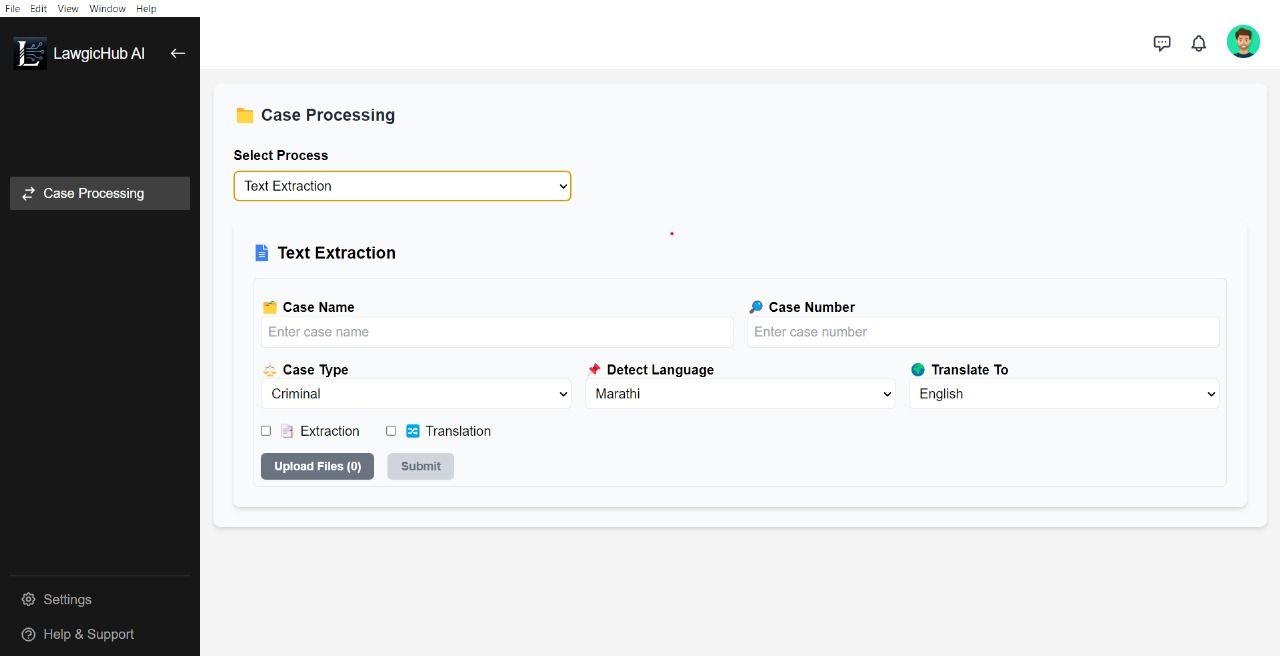 File Edit View Window Help
LawgicHub AI
Case Processing
Settings
Help & Support
Case Processing
Select Process
Text Extraction
Text Extraction
Case Name
Case Number
Enter case name
Enter case number
Case Type
Detect Language
Translate To
Criminal
Marathi
English
Extraction
Translation
Upload Files (0)
Submit